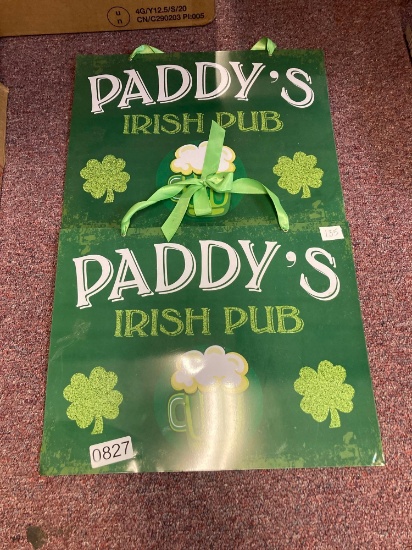 u
n
4G/Y12.5/S/20
CN/C290203 PI:005
PADDY'S
IRISH PUB
PADDY'S
IRISH PUB
0827